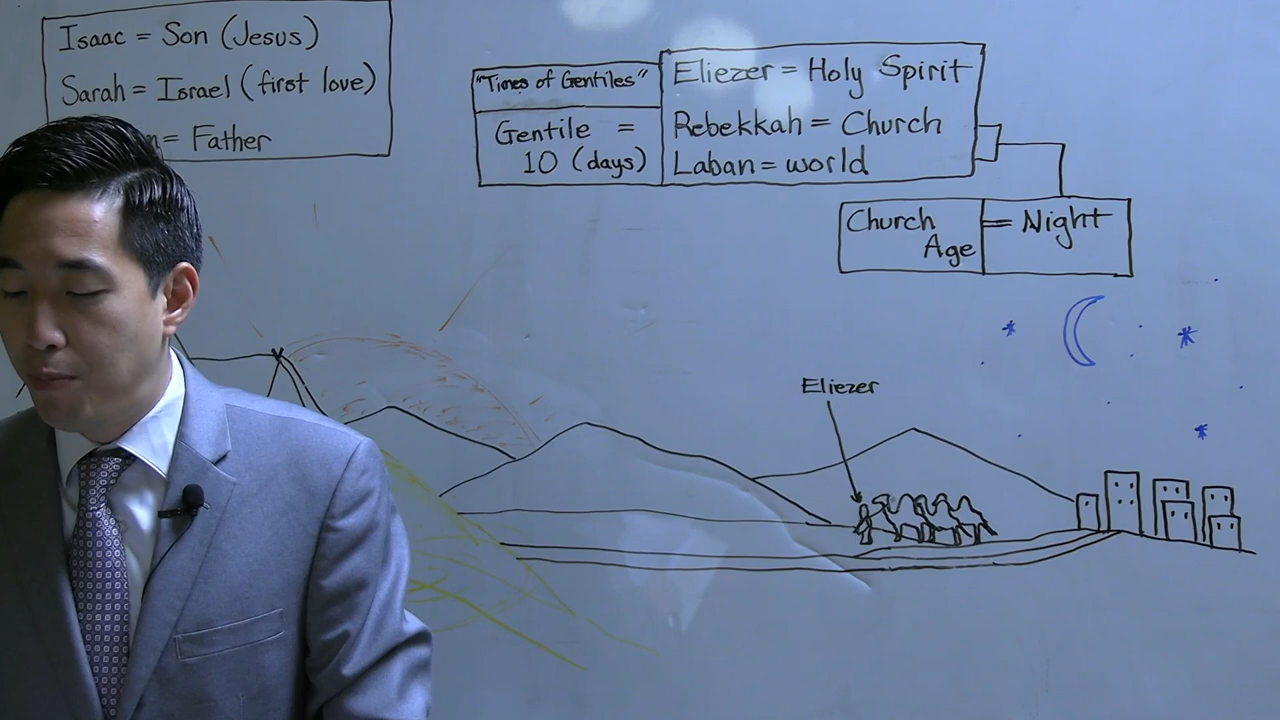 Isaac = Son (Jesus)
Sarah = Israel (first love)
= Father
"Times of Gentiles"
Gentile =
10 (days)
Eliezer = Holy Spirit
Rebekkah = Church
Laban = world
Church
Age
= Night
Eliezer